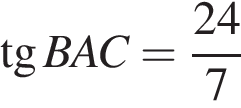 tg BAC = 24/7